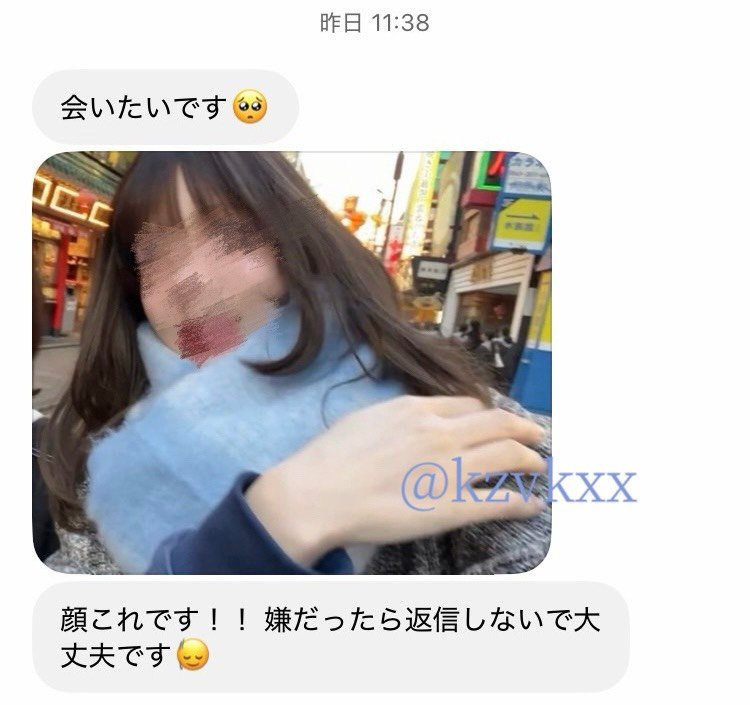 昨日 11:38
会いたいです🥺
@kzvkxx
顔これです！！ 嫌だったら返信しないで大
丈夫です😥